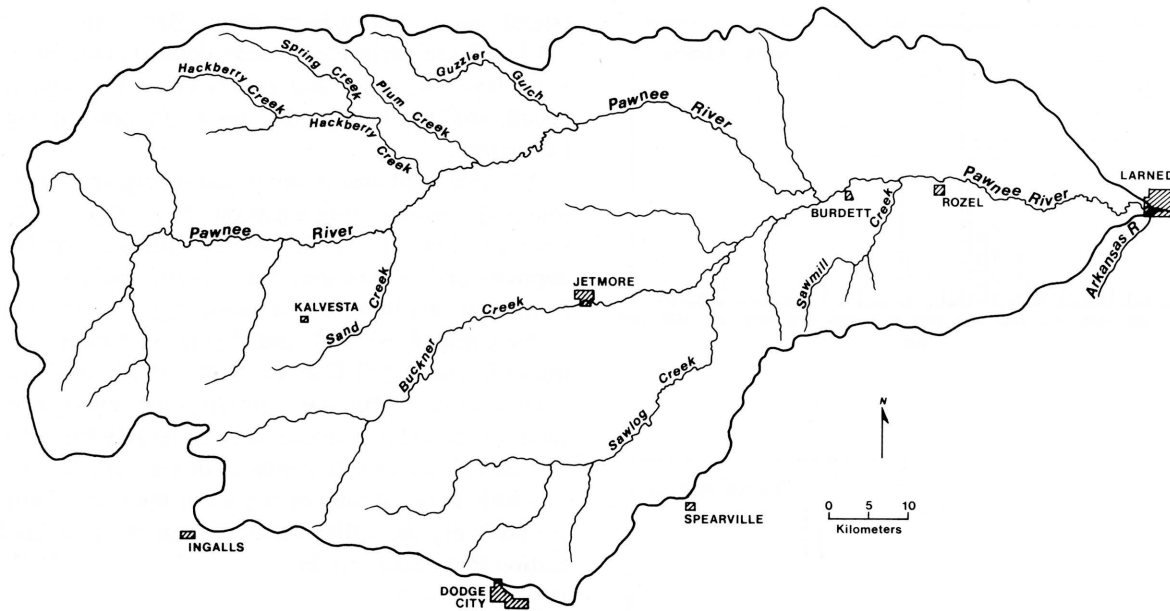 Spring Creek
Hackberry Creek
Plum Creek
Guzzler Gulch
Hackberry Creek
Pawnee River
LARNED
Pawnee River
BURDETT
ROZEL
Sawmill Creek
Arkansas R
Pawnee River
KALVESTA
Sand Creek
JETMORE
Buckner Creek
Sawlog Creek
N
0 5 10
Kilometers
SPEARVILLE
INGALLS
DODGE
CITY